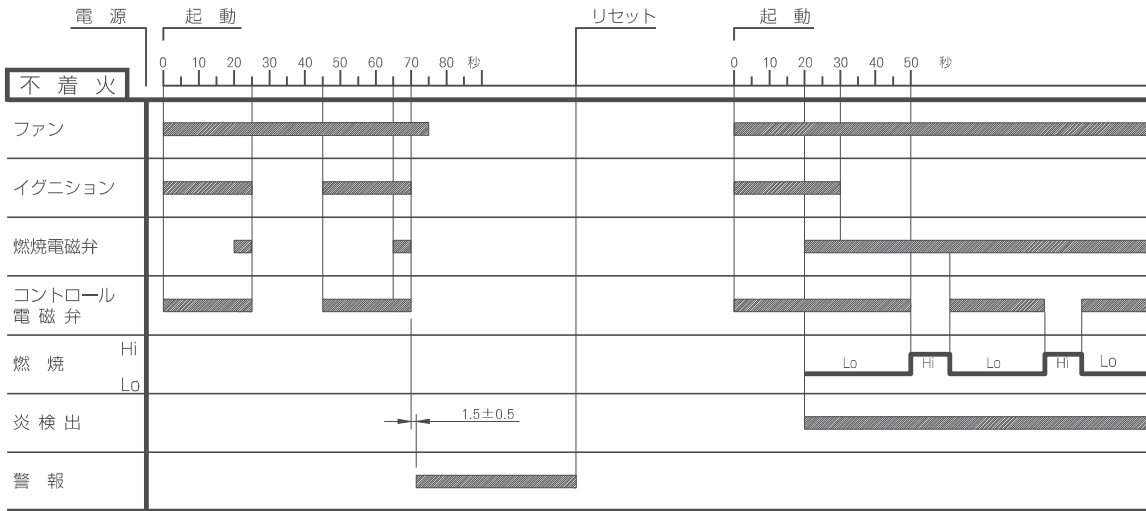 電源 起動 リセット 起動
0 10 20 30 40 50 60 70 80 秒 0 10 20 30 40 50 秒
不着火
ファン
イグニション
燃焼電磁弁
コントロール
電磁弁
燃焼 Hi
Lo
Lo Hi Lo Hi Lo
炎検出 1.5±0.5
警報